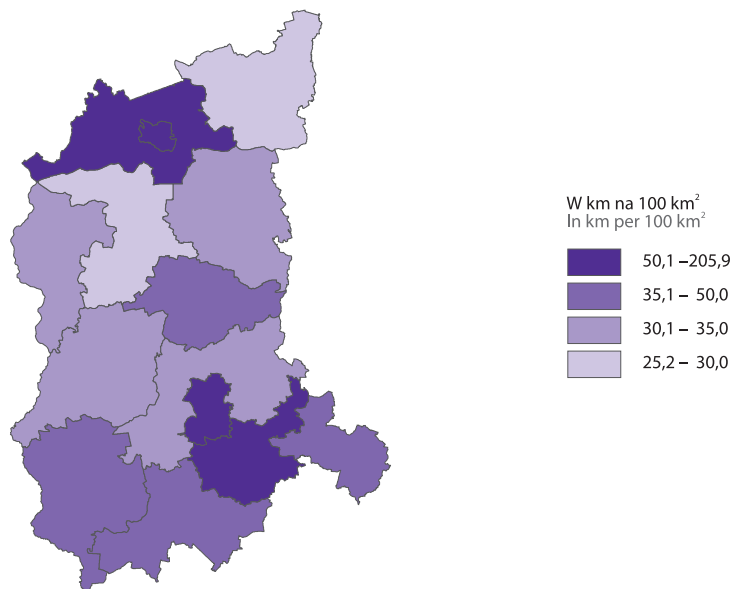 W km na 100 km²
In km per 100 km²
50,1 –205,9
35,1 – 50,0
30,1 – 35,0
25,2 – 30,0